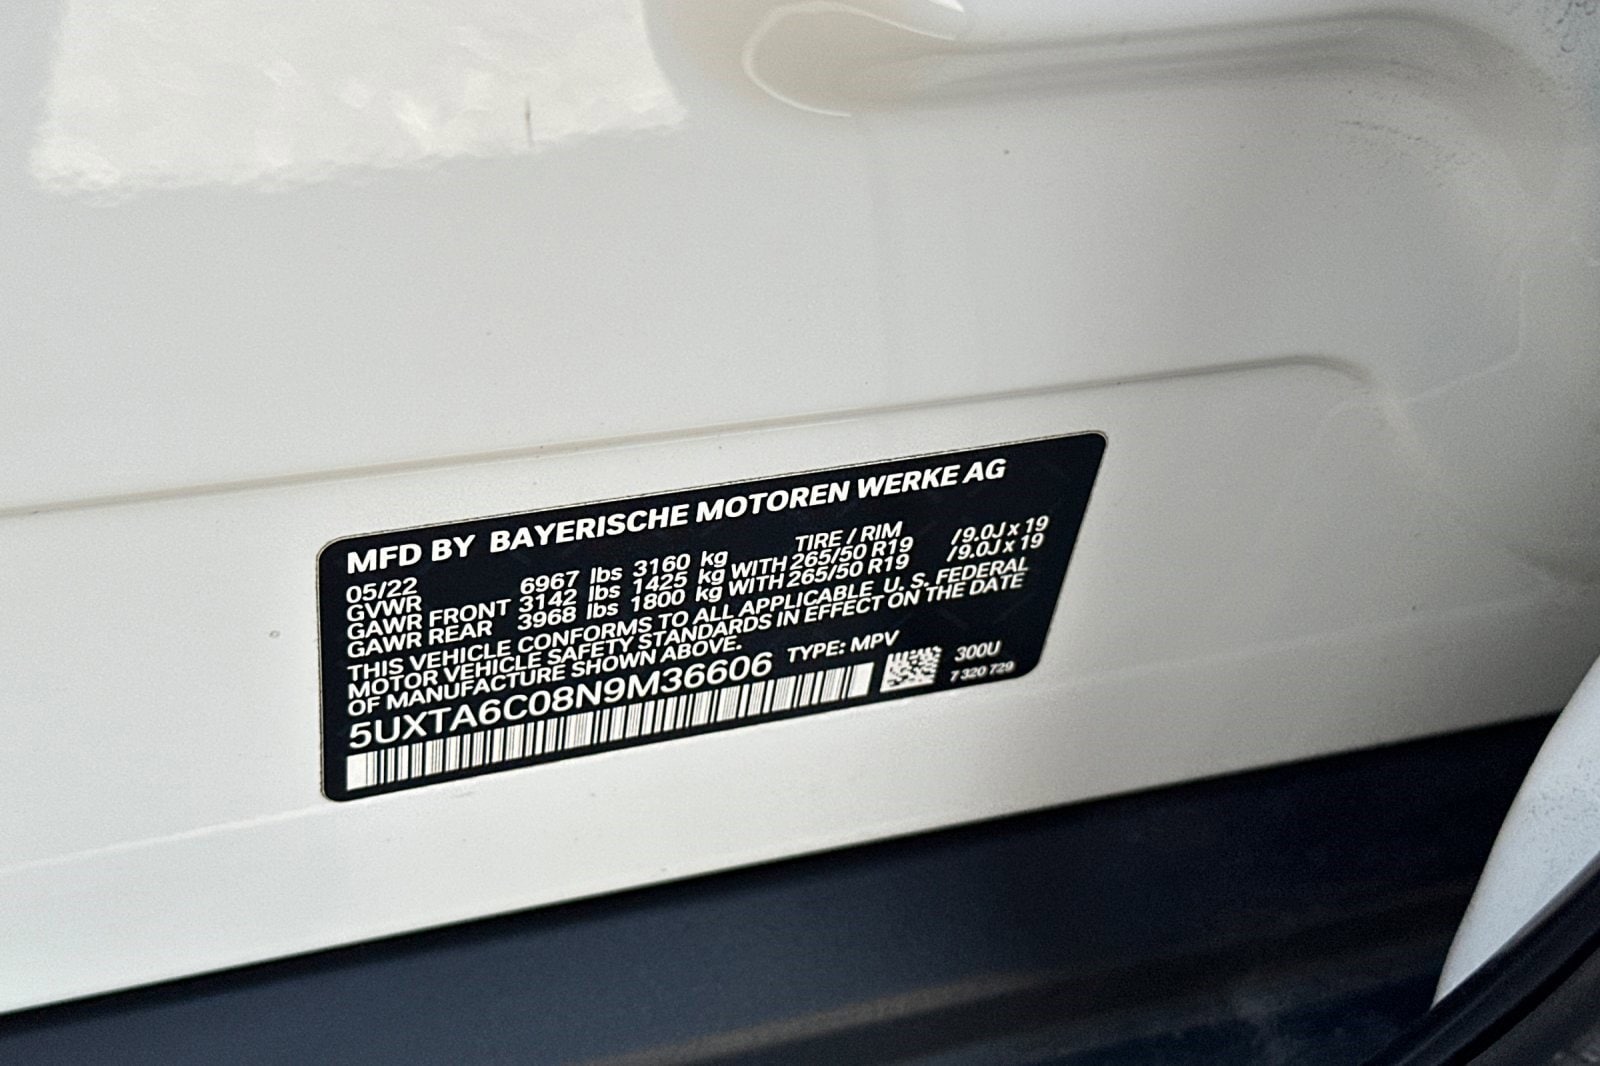 MFD BY BAYERISCHE MOTOREN WERKE AG
05/22 TIRE / RIM
GVWR 6967 lbs 3160 kg
GAWR FRONT 3142 lbs 1425 kg WITH 265/50 R19 /9.0J x 19
GAWR REAR 3968 lbs 1800 kg WITH 265/50 R19 /9.0J x 19
THIS VEHICLE CONFORMS TO ALL APPLICABLE U. S. FEDERAL
MOTOR VEHICLE SAFETY STANDARDS IN EFFECT ON THE DATE
OF MANUFACTURE SHOWN ABOVE.
5UXTA6C08N9M36606 TYPE: MPV
300U
7 320 729